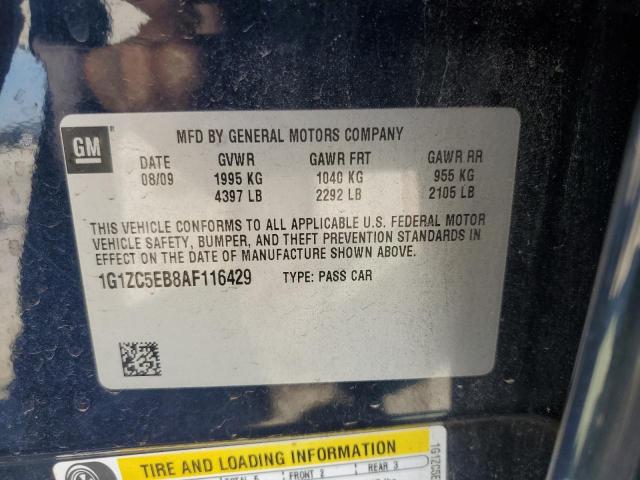 GM
MFD BY GENERAL MOTORS COMPANY
DATE GVWR GAWR FRT GAWR RR
08/09 1995 KG 1040 KG 955 KG
4397 LB 2292 LB 2105 LB
THIS VEHICLE CONFORMS TO ALL APPLICABLE U.S. FEDERAL MOTOR
VEHICLE SAFETY, BUMPER, AND THEFT PREVENTION STANDARDS IN
EFFECT ON THE DATE OF MANUFACTURE SHOWN ABOVE.
1G1ZC5EB8AF116429 TYPE: PASS CAR
TIRE AND LOADING INFORMATION
FRONT 2 REAR 3
1G1ZC5E